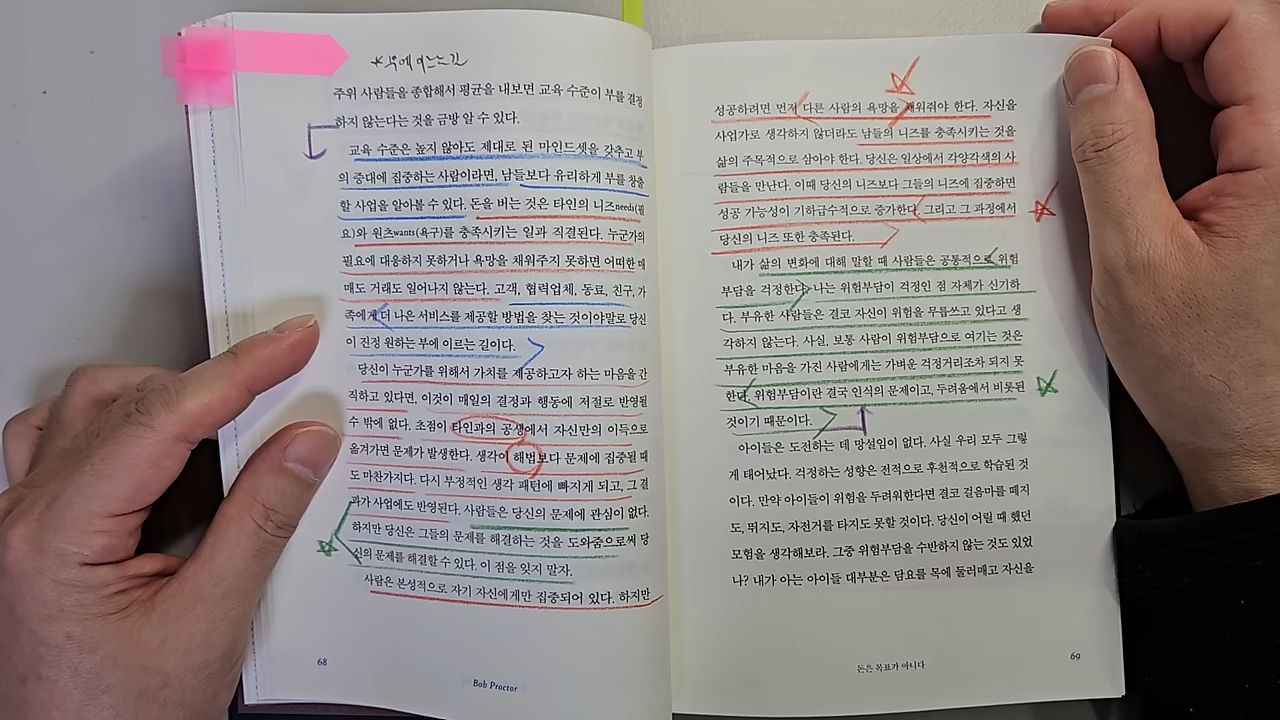 *부에 이르는 길
주위 사람들을 종합해서 평균을 내보면 교육 수준이 부를 결정
하지 않는다는 것을 금방 알 수 있다.
교육 수준은 높지 않아도 제대로 된 마인드셋을 갖추고 부
의 증대에 집중하는 사람이라면, 남들보다 유리하게 부를 창출
할 사업을 알아볼 수 있다. 돈을 버는 것은 타인의 니즈needs(필
요)와 원츠wants(욕구)를 충족시키는 일과 직결된다. 누군가의
필요에 대응하지 못하거나 욕망을 채워주지 못하면 어떠한 매
매도 거래도 일어나지 않는다. 고객, 협력업체, 동료, 친구, 가
족에게 더 나은 서비스를 제공할 방법을 찾는 것이야말로 당신
이 진정 원하는 부에 이르는 길이다.
당신이 누군가를 위해서 가치를 제공하고자 하는 마음을 간
직하고 있다면, 이것이 매일의 결정과 행동에 저절로 반영될
수 밖에 없다. 초점이 타인과의 공생에서 자신만의 이득으로
옮겨가면 문제가 발생한다. 생각이 해법보다 문제에 집중될 때
도 마찬가지다. 다시 부정적인 생각 패턴에 빠지게 되고, 그 결
과가 사업에도 반영된다. 사람들은 당신의 문제에 관심이 없다.
하지만 당신은 그들의 문제를 해결하는 것을 도와줌으로써 당
신의 문제를 해결할 수 있다. 이 점을 잊지 말자.
사람은 본성적으로 자기 자신에게만 집중되어 있다. 하지만
68
Bob Proctor
성공하려면 먼저 다른 사람의 욕망을 채워줘야 한다. 자신을
사업가로 생각하지 않더라도 남들의 니즈를 충족시키는 것을
삶의 주목적으로 삼아야 한다. 당신은 일상에서 각양각색의 사
람들을 만난다. 이때 당신의 니즈보다 그들의 니즈에 집중하면
성공 가능성이 기하급수적으로 증가한다. 그리고 그 과정에서
당신의 니즈 또한 충족된다.
내가 삶의 변화에 대해 말할 때 사람들은 공통적으로 위험
부담을 걱정한다. 나는 위험부담이 걱정인 점 자체가 신기하
다. 부유한 사람들은 결코 자신이 위험을 무릅쓰고 있다고 생
각하지 않는다. 사실, 보통 사람이 위험부담으로 여기는 것은
부유한 마음을 가진 사람에게는 가벼운 걱정거리조차 되지 못
한다. 위험부담이란 결국 인식의 문제이고, 두려움에서 비롯된
것이기 때문이다.
아이들은 도전하는 데 망설임이 없다. 사실 우리 모두 그렇
게 태어났다. 걱정하는 성향은 전적으로 후천적으로 학습된 것
이다. 만약 아이들이 위험을 두려워한다면 결코 걸음마를 떼지
도, 뛰지도, 자전거를 타지도 못할 것이다. 당신이 어릴 때 했던
모험을 생각해보라. 그중 위험부담을 수반하지 않는 것도 있었
나? 내가 아는 아이들 대부분은 담요를 목에 둘러매고 자신을
돈은 목표가 아니다
69